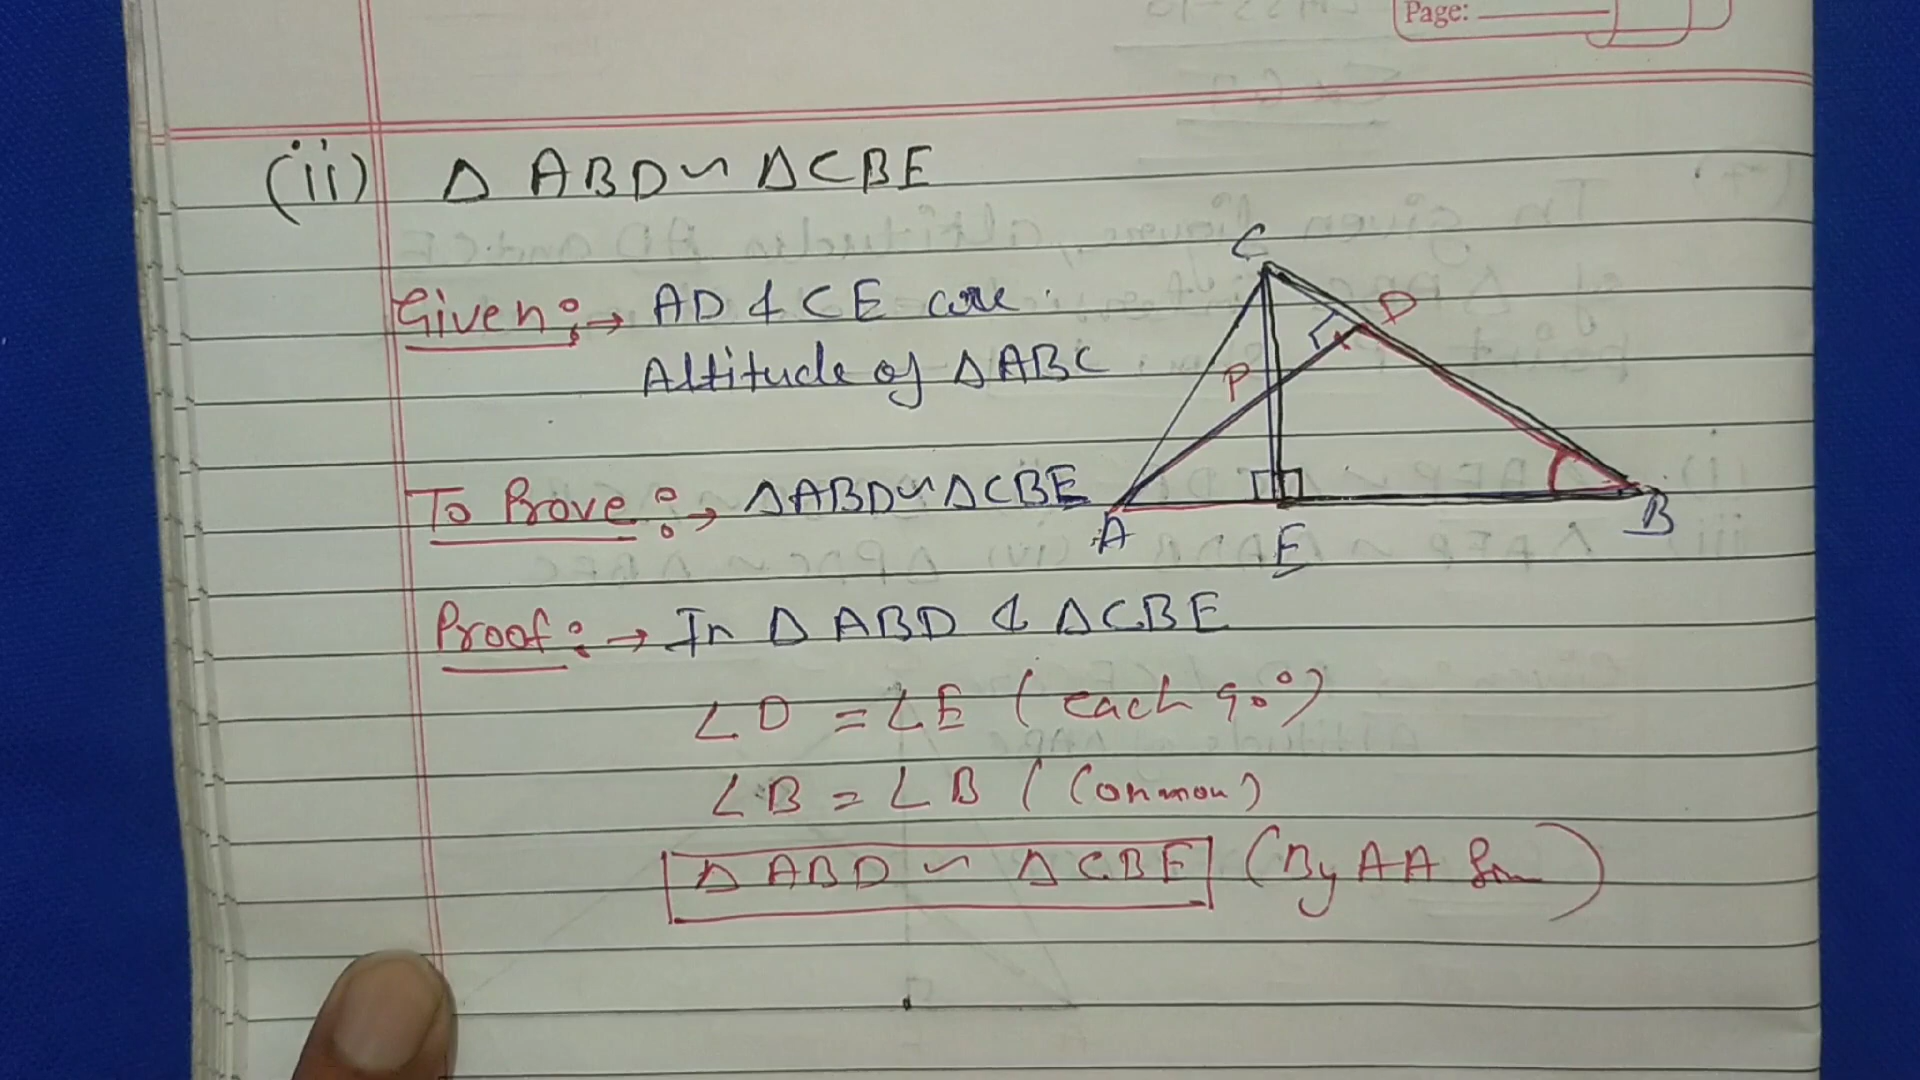 Page:
(ii) Δ ABD ∽ Δ CBE
Given :→ AD & CE are
Altitude of Δ ABC
To Prove :→ Δ ABD ∽ Δ CBE
C
D
P
A
E
B
Proof :→ In Δ ABD & Δ CBE
∠D = ∠E (each 90°)
∠B = ∠B (Common)
Δ ABD ∽ Δ CBE (By AA Sim)